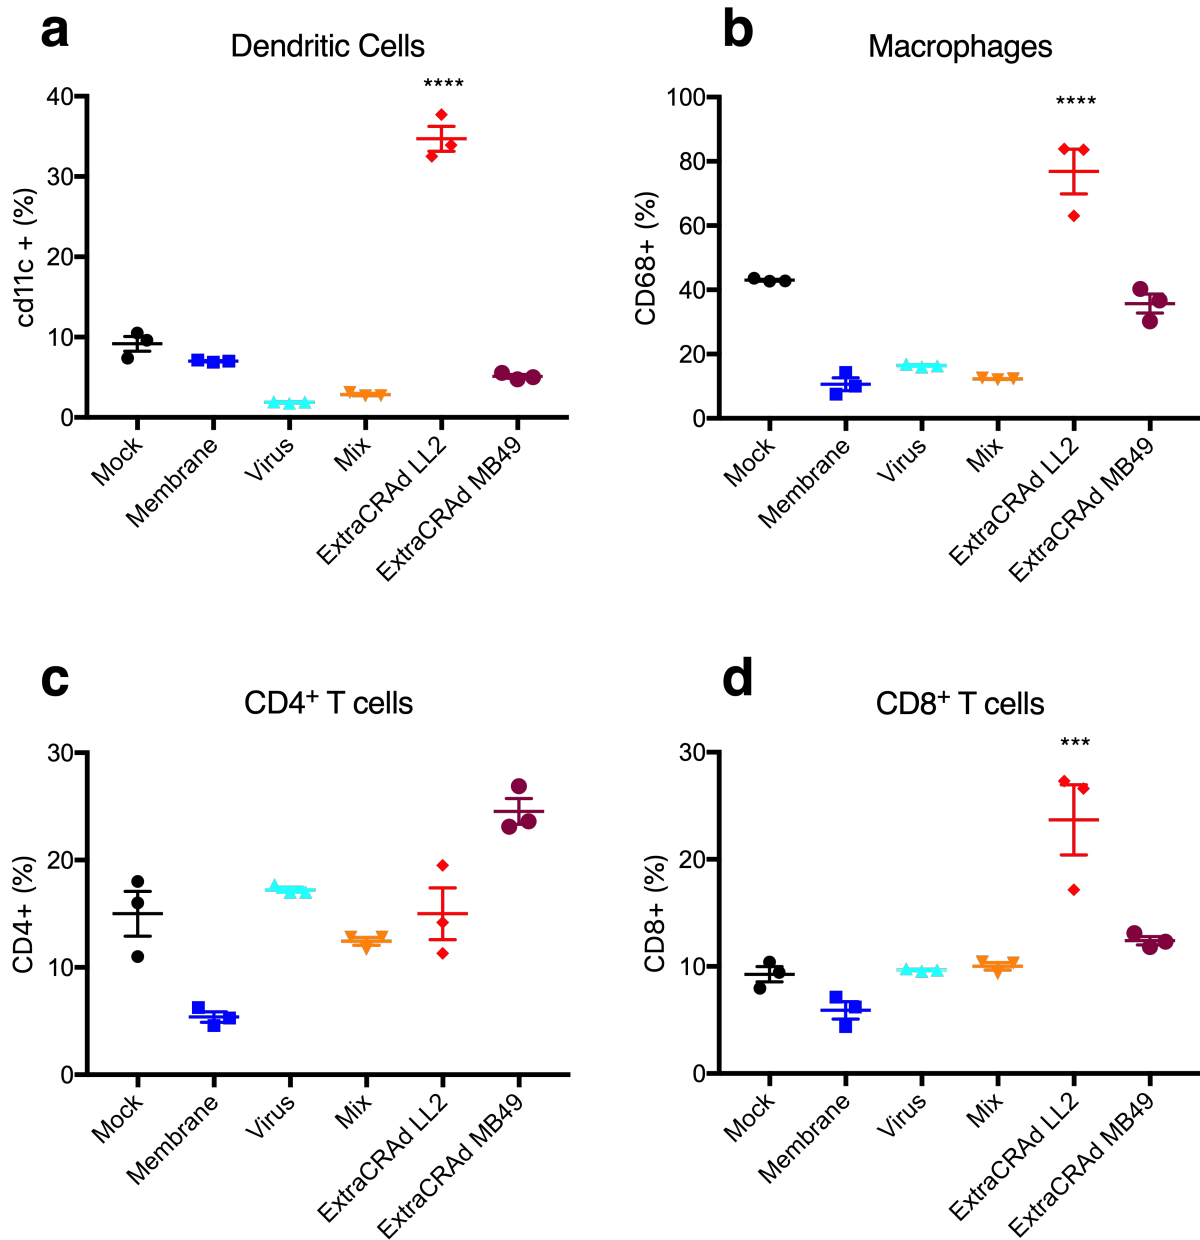 a
Dendritic Cells
****
40
30
20
10
0
cd11c + (%)
Mock
Membrane
Virus
Mix
ExtraCRAd LL2
ExtraCRAd MB49
b
Macrophages
****
100
80
60
40
20
0
CD68+ (%)
Mock
Membrane
Virus
Mix
ExtraCRAd LL2
ExtraCRAd MB49
c
CD4⁺ T cells
30
20
10
0
CD4+ (%)
Mock
Membrane
Virus
Mix
ExtraCRAd LL2
ExtraCRAd MB49
d
CD8⁺ T cells
***
30
20
10
0
CD8+ (%)
Mock
Membrane
Virus
Mix
ExtraCRAd LL2
ExtraCRAd MB49